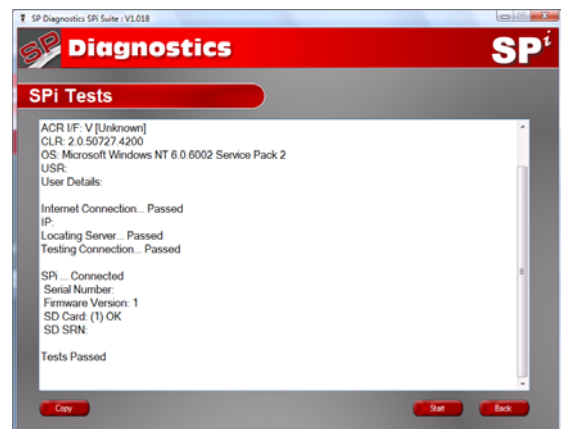 SP Diagnostics SPi Suite : V1.018
SP Diagnostics
SPi
SPi Tests
ACR I/F: V [Unknown]
CLR: 2.0.50727.4200
OS: Microsoft Windows NT 6.0.6002 Service Pack 2
USR:
User Details:
Internet Connection... Passed
IP:
Locating Server... Passed
Testing Connection... Passed
SPi ... Connected
Serial Number:
Firmware Version: 1
SD Card: (1) OK
SD SRN:
Tests Passed
Copy
Start
Back